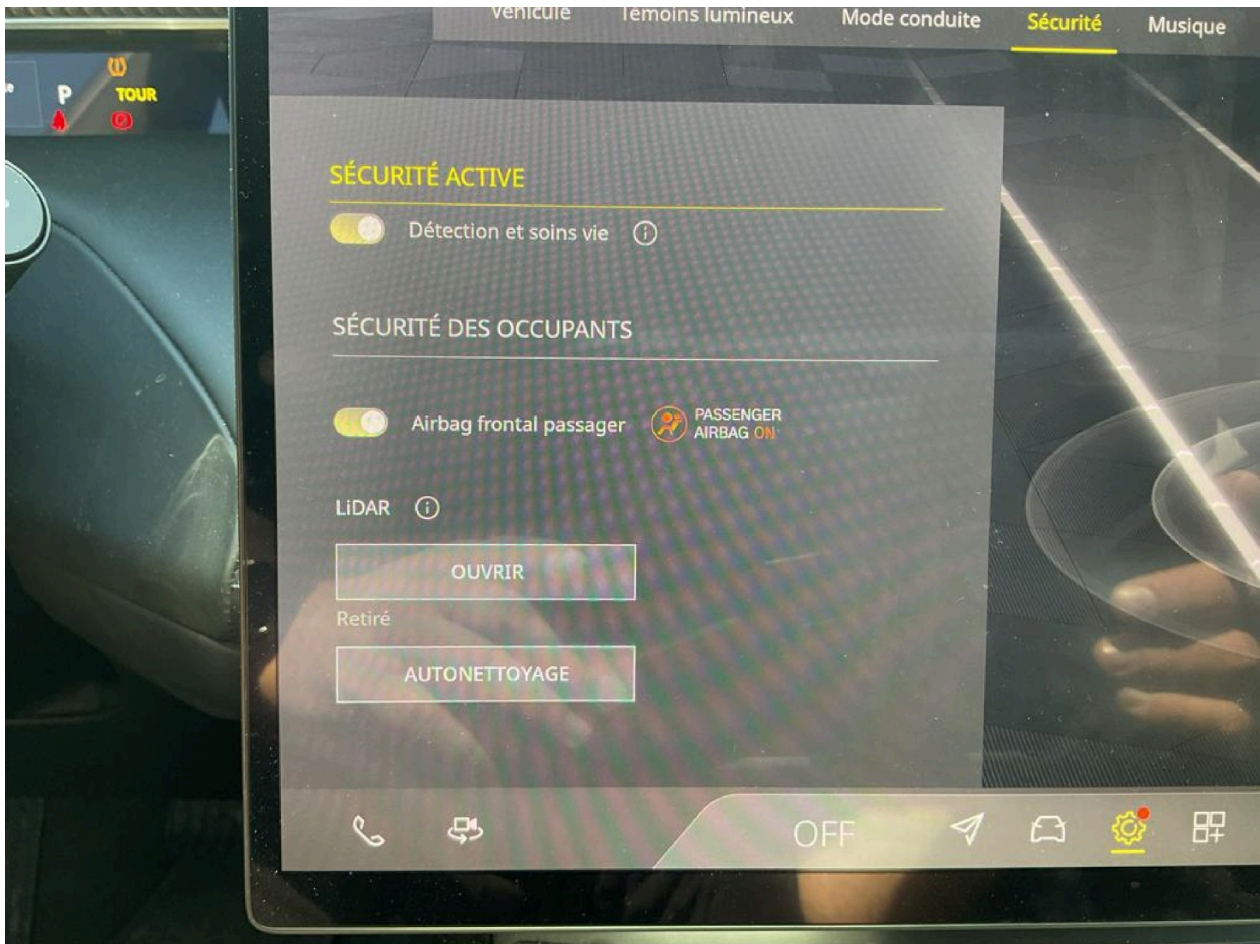 Véhicule Témoins lumineux Mode conduite Sécurité Musique
P TOUR
SÉCURITÉ ACTIVE
Détection et soins vie
SÉCURITÉ DES OCCUPANTS
Airbag frontal passager
PASSENGER
AIRBAG ON
LiDAR
OUVRIR
Retiré
AUTONETTOYAGE
OFF